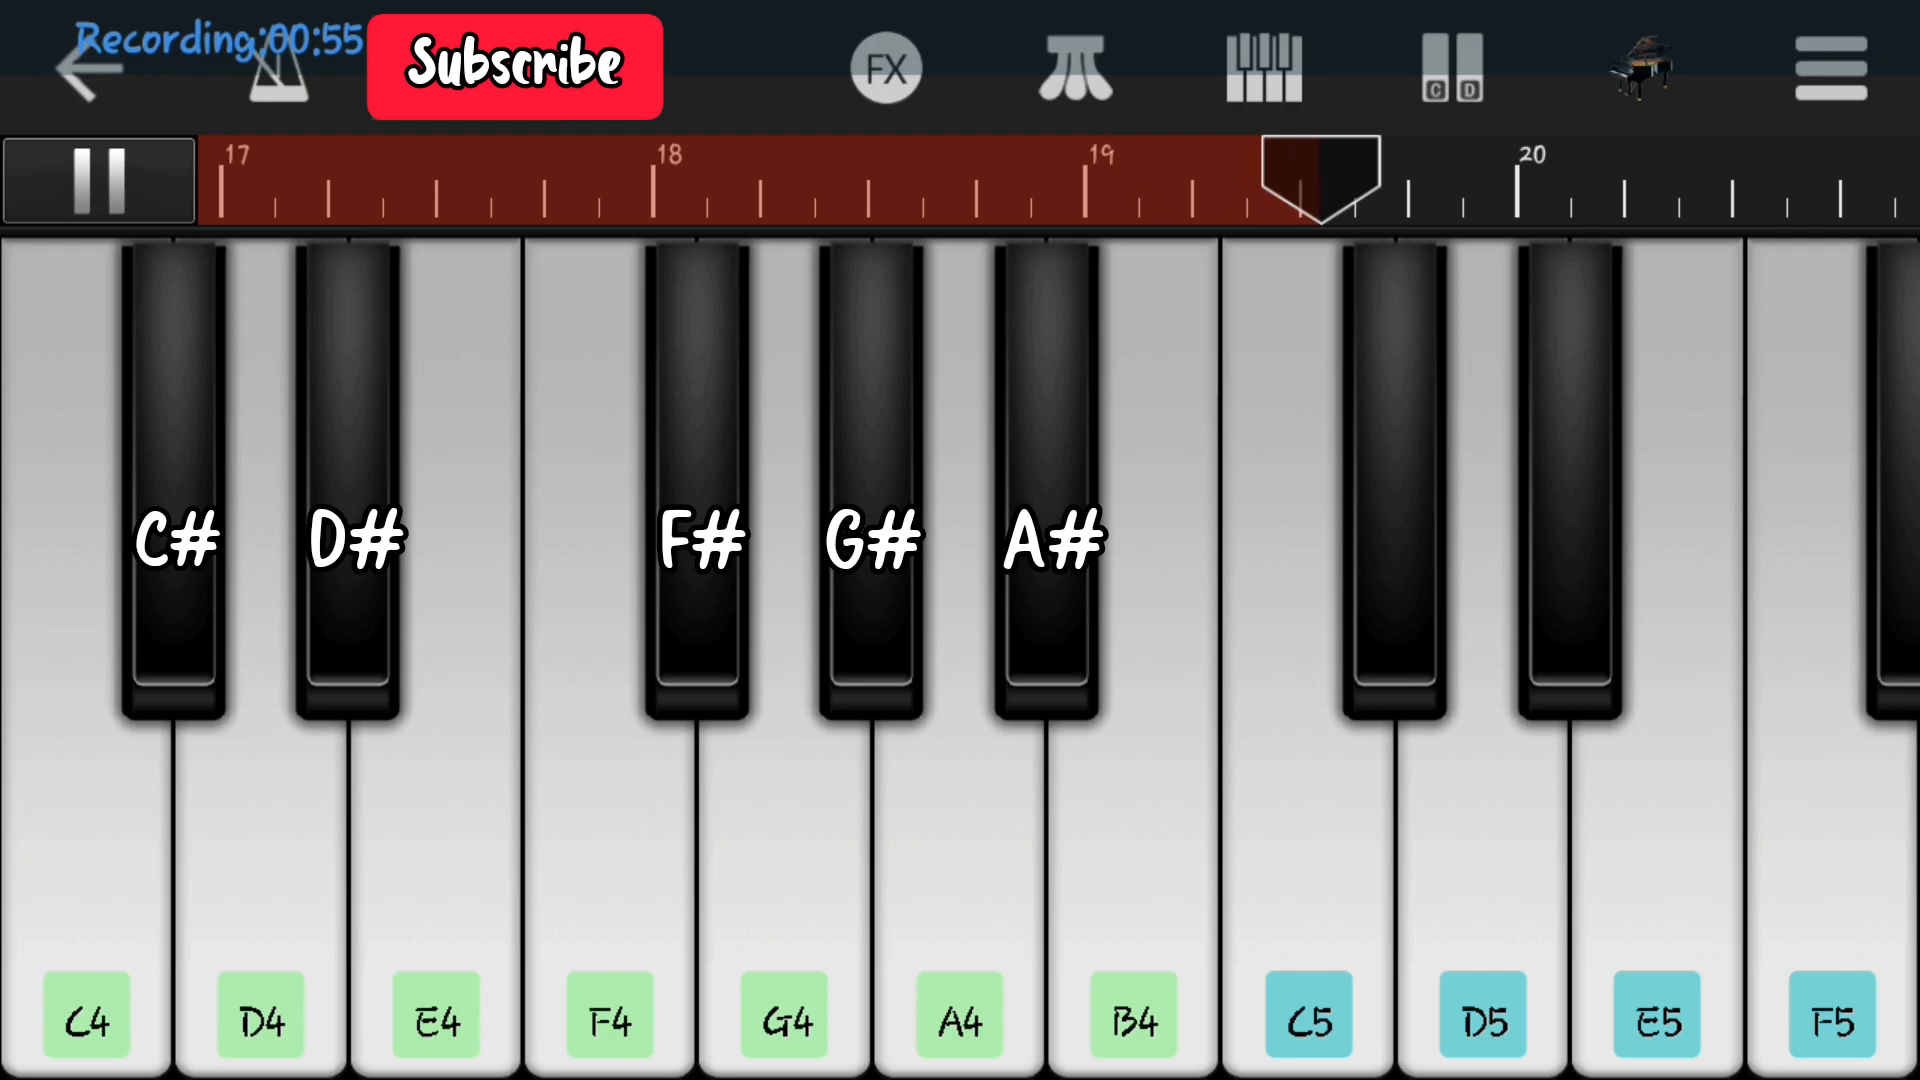 Recording:00:55
Subscribe
FX
C D
17 18 19 20
C# D# F# G# A#
C4 D4 E4 F4 G4 A4 B4 C5 D5 E5 F5